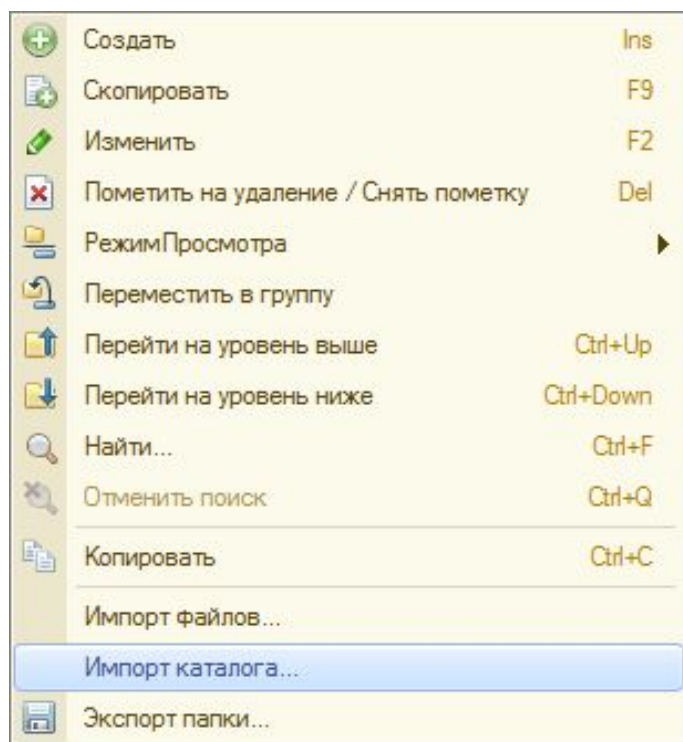 Создать Ins
Скопировать F9
Изменить F2
Пометить на удаление / Снять пометку Del
РежимПросмотра
Переместить в группу
Перейти на уровень выше Ctrl+Up
Перейти на уровень ниже Ctrl+Down
Найти... Ctrl+F
Отменить поиск Ctrl+Q
Копировать Ctrl+C
Импорт файлов...
Импорт каталога...
Экспорт папки...